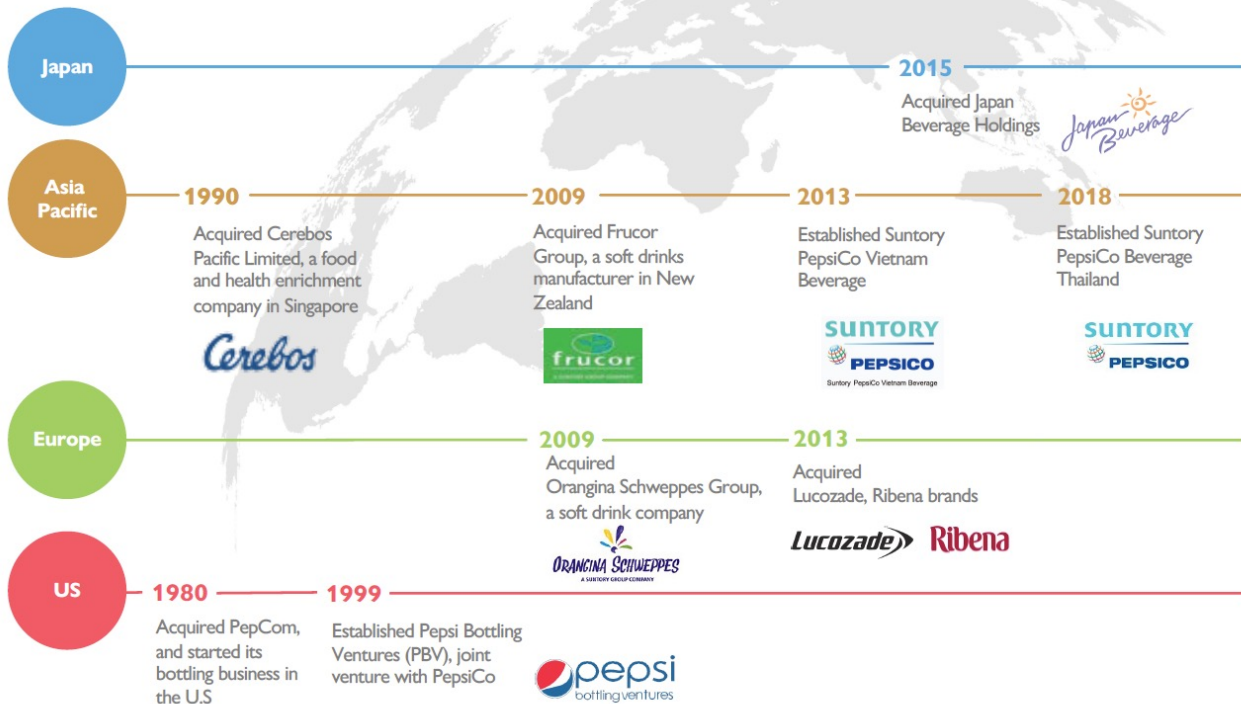 Japan
2015
Acquired Japan
Beverage Holdings
Japan
Beverage
Asia
Pacific
1990
Acquired Cerebos
Pacific Limited, a food
and health enrichment
company in Singapore
Cerebos
2009
Acquired Frucor
Group, a soft drinks
manufacturer in New
Zealand
frucor
A SUNTORY GROUP COMPANY
2013
Established Suntory
PepsiCo Vietnam
Beverage
SUNTORY
PEPSICO
Suntory PepsiCo Vietnam Beverage
2018
Established Suntory
PepsiCo Beverage
Thailand
SUNTORY
PEPSICO
Europe
2009
Acquired
Orangina Schweppes Group,
a soft drink company
ORANGINA SCHWEPPES
A SUNTORY GROUP COMPANY
2013
Acquired
Lucozade, Ribena brands
Lucozade
Ribena
US
1980
Acquired PepCom,
and started its
bottling business in
the U.S
1999
Established Pepsi Bottling
Ventures (PBV), joint
venture with PepsiCo
pepsi
bottling ventures